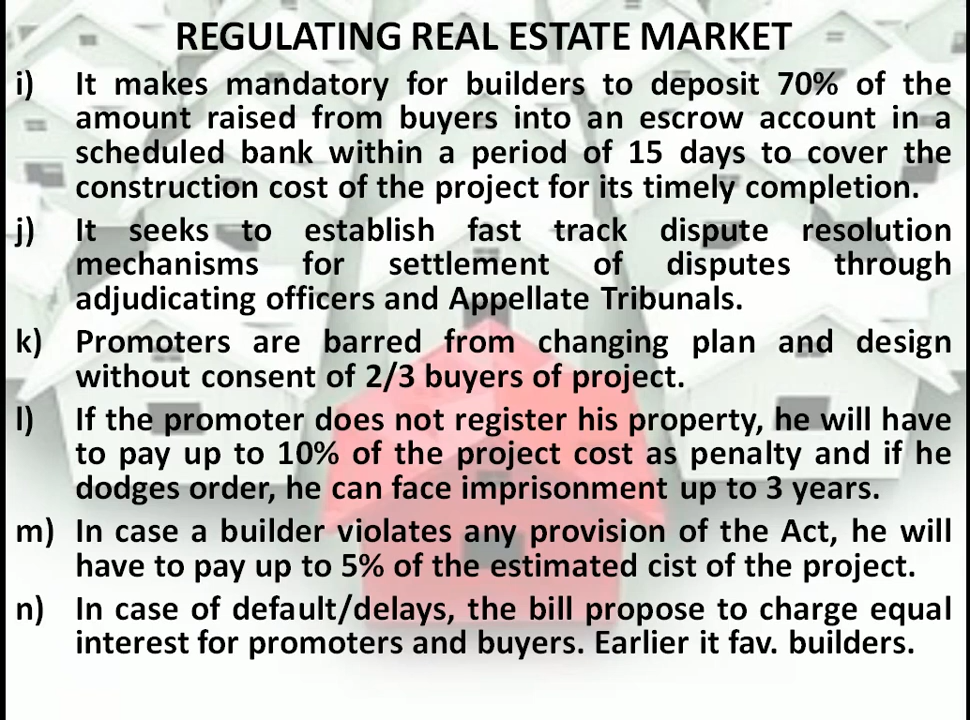 REGULATING REAL ESTATE MARKET
i) It makes mandatory for builders to deposit 70% of the
amount raised from buyers into an escrow account in a
scheduled bank within a period of 15 days to cover the
construction cost of the project for its timely completion.
j) It seeks to establish fast track dispute resolution
mechanisms for settlement of disputes through
adjudicating officers and Appellate Tribunals.
k) Promoters are barred from changing plan and design
without consent of 2/3 buyers of project.
l) If the promoter does not register his property, he will have
to pay up to 10% of the project cost as penalty and if he
dodges order, he can face imprisonment up to 3 years.
m) In case a builder violates any provision of the Act, he will
have to pay up to 5% of the estimated cist of the project.
n) In case of default/delays, the bill propose to charge equal
interest for promoters and buyers. Earlier it fav. builders.